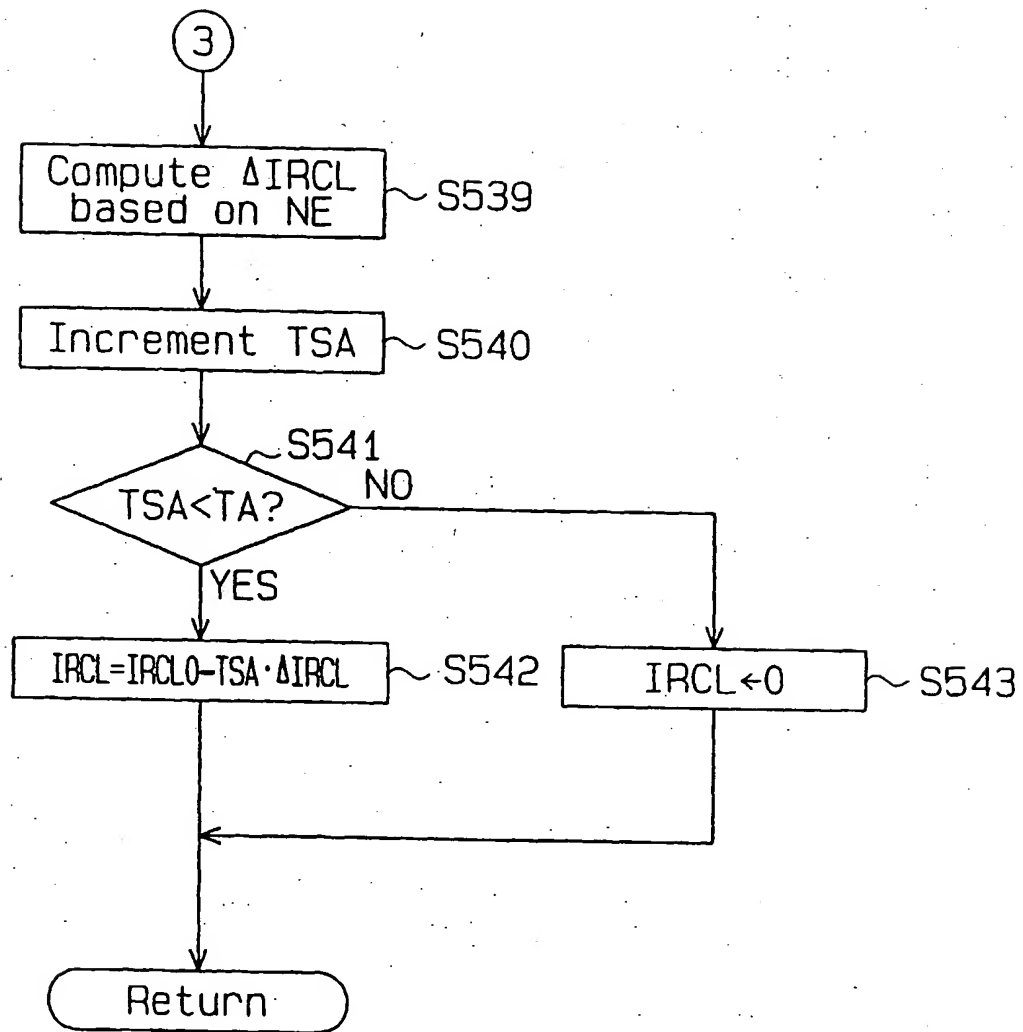 3
Compute ΔIRCL
based on NE
S539
Increment TSA
S540
S541
TSA<TA?
NO
YES
IRCL=IRCL0-TSA·ΔIRCL
S542
IRCL←0
S543
Return